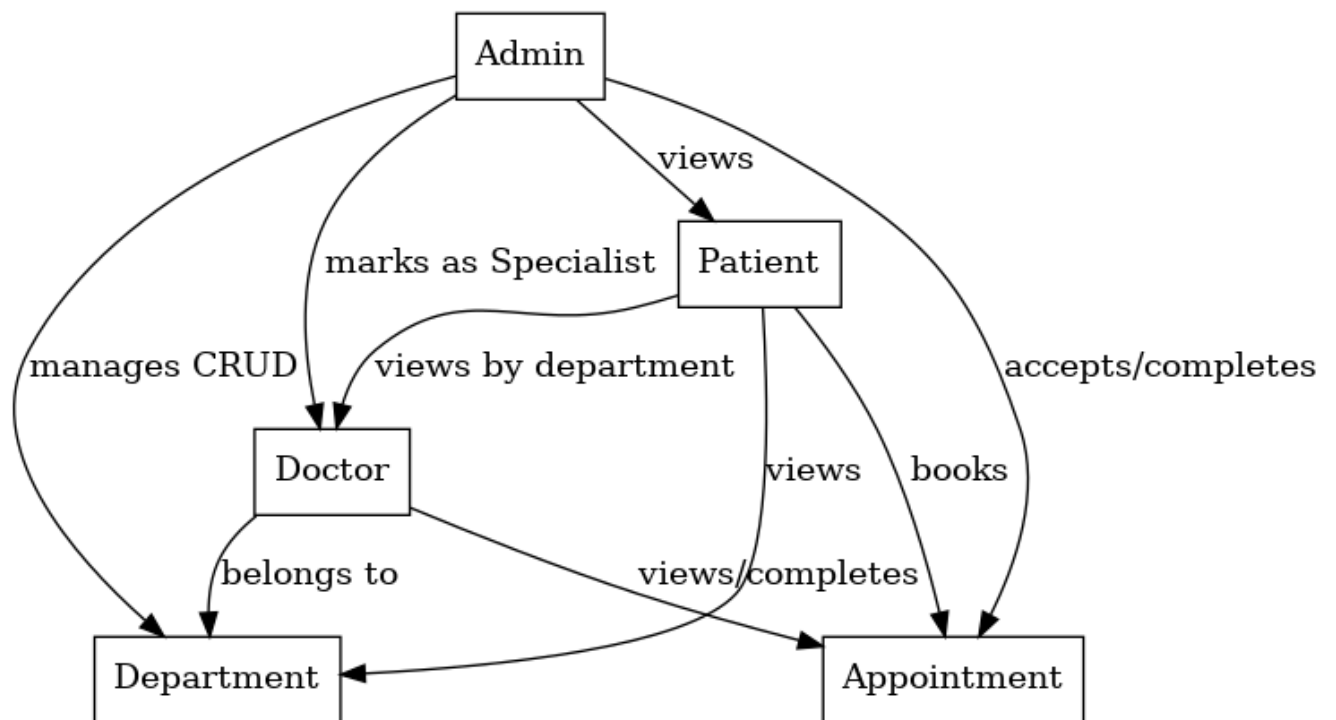 Admin
views
marks as Specialist
Patient
manages CRUD
views by department
accepts/completes
Doctor
views
books
belongs to
views/completes
Department
Appointment